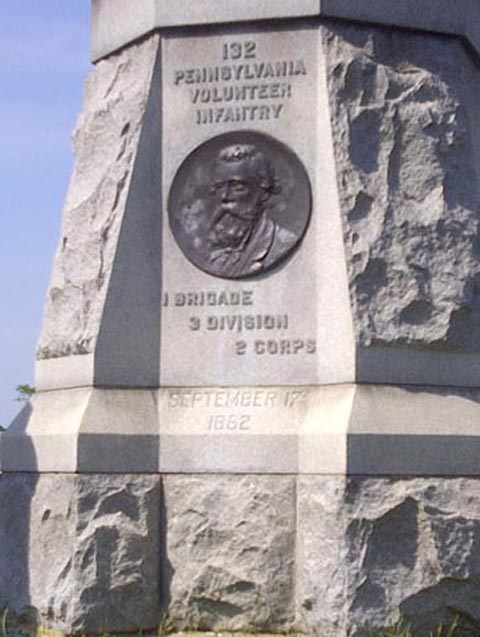 132
PENNSYLVANIA
VOLUNTEER
INFANTRY
1 BRIGADE
3 DIVISION
2 CORPS
SEPTEMBER 17
1862